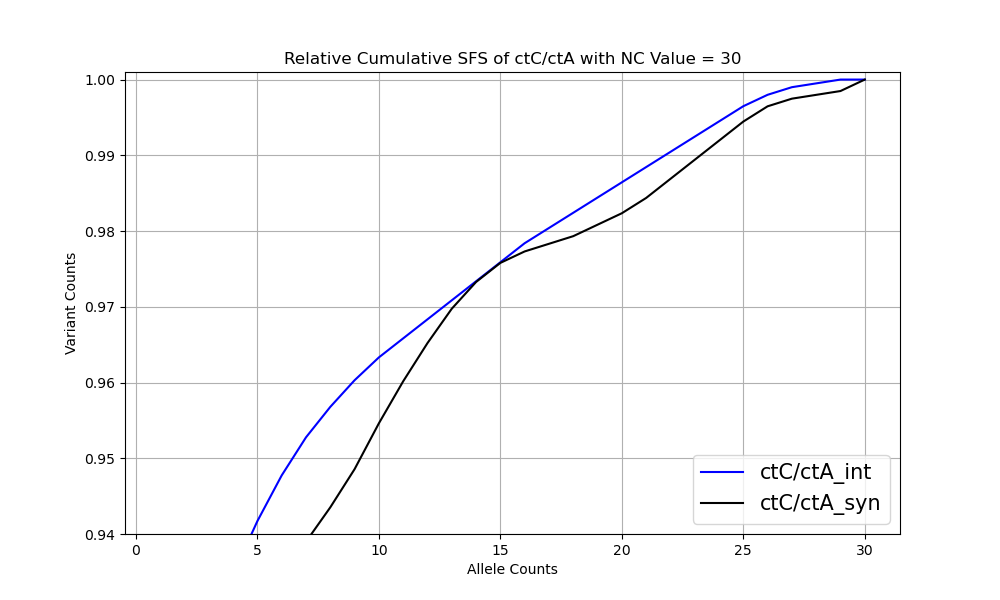 Relative Cumulative SFS of ctC/ctA with NC Value = 30
Variant Counts
1.00
0.99
0.98
0.97
0.96
0.95
0.94
0
5
10
15
20
25
30
Allele Counts
ctC/ctA_int
ctC/ctA_syn